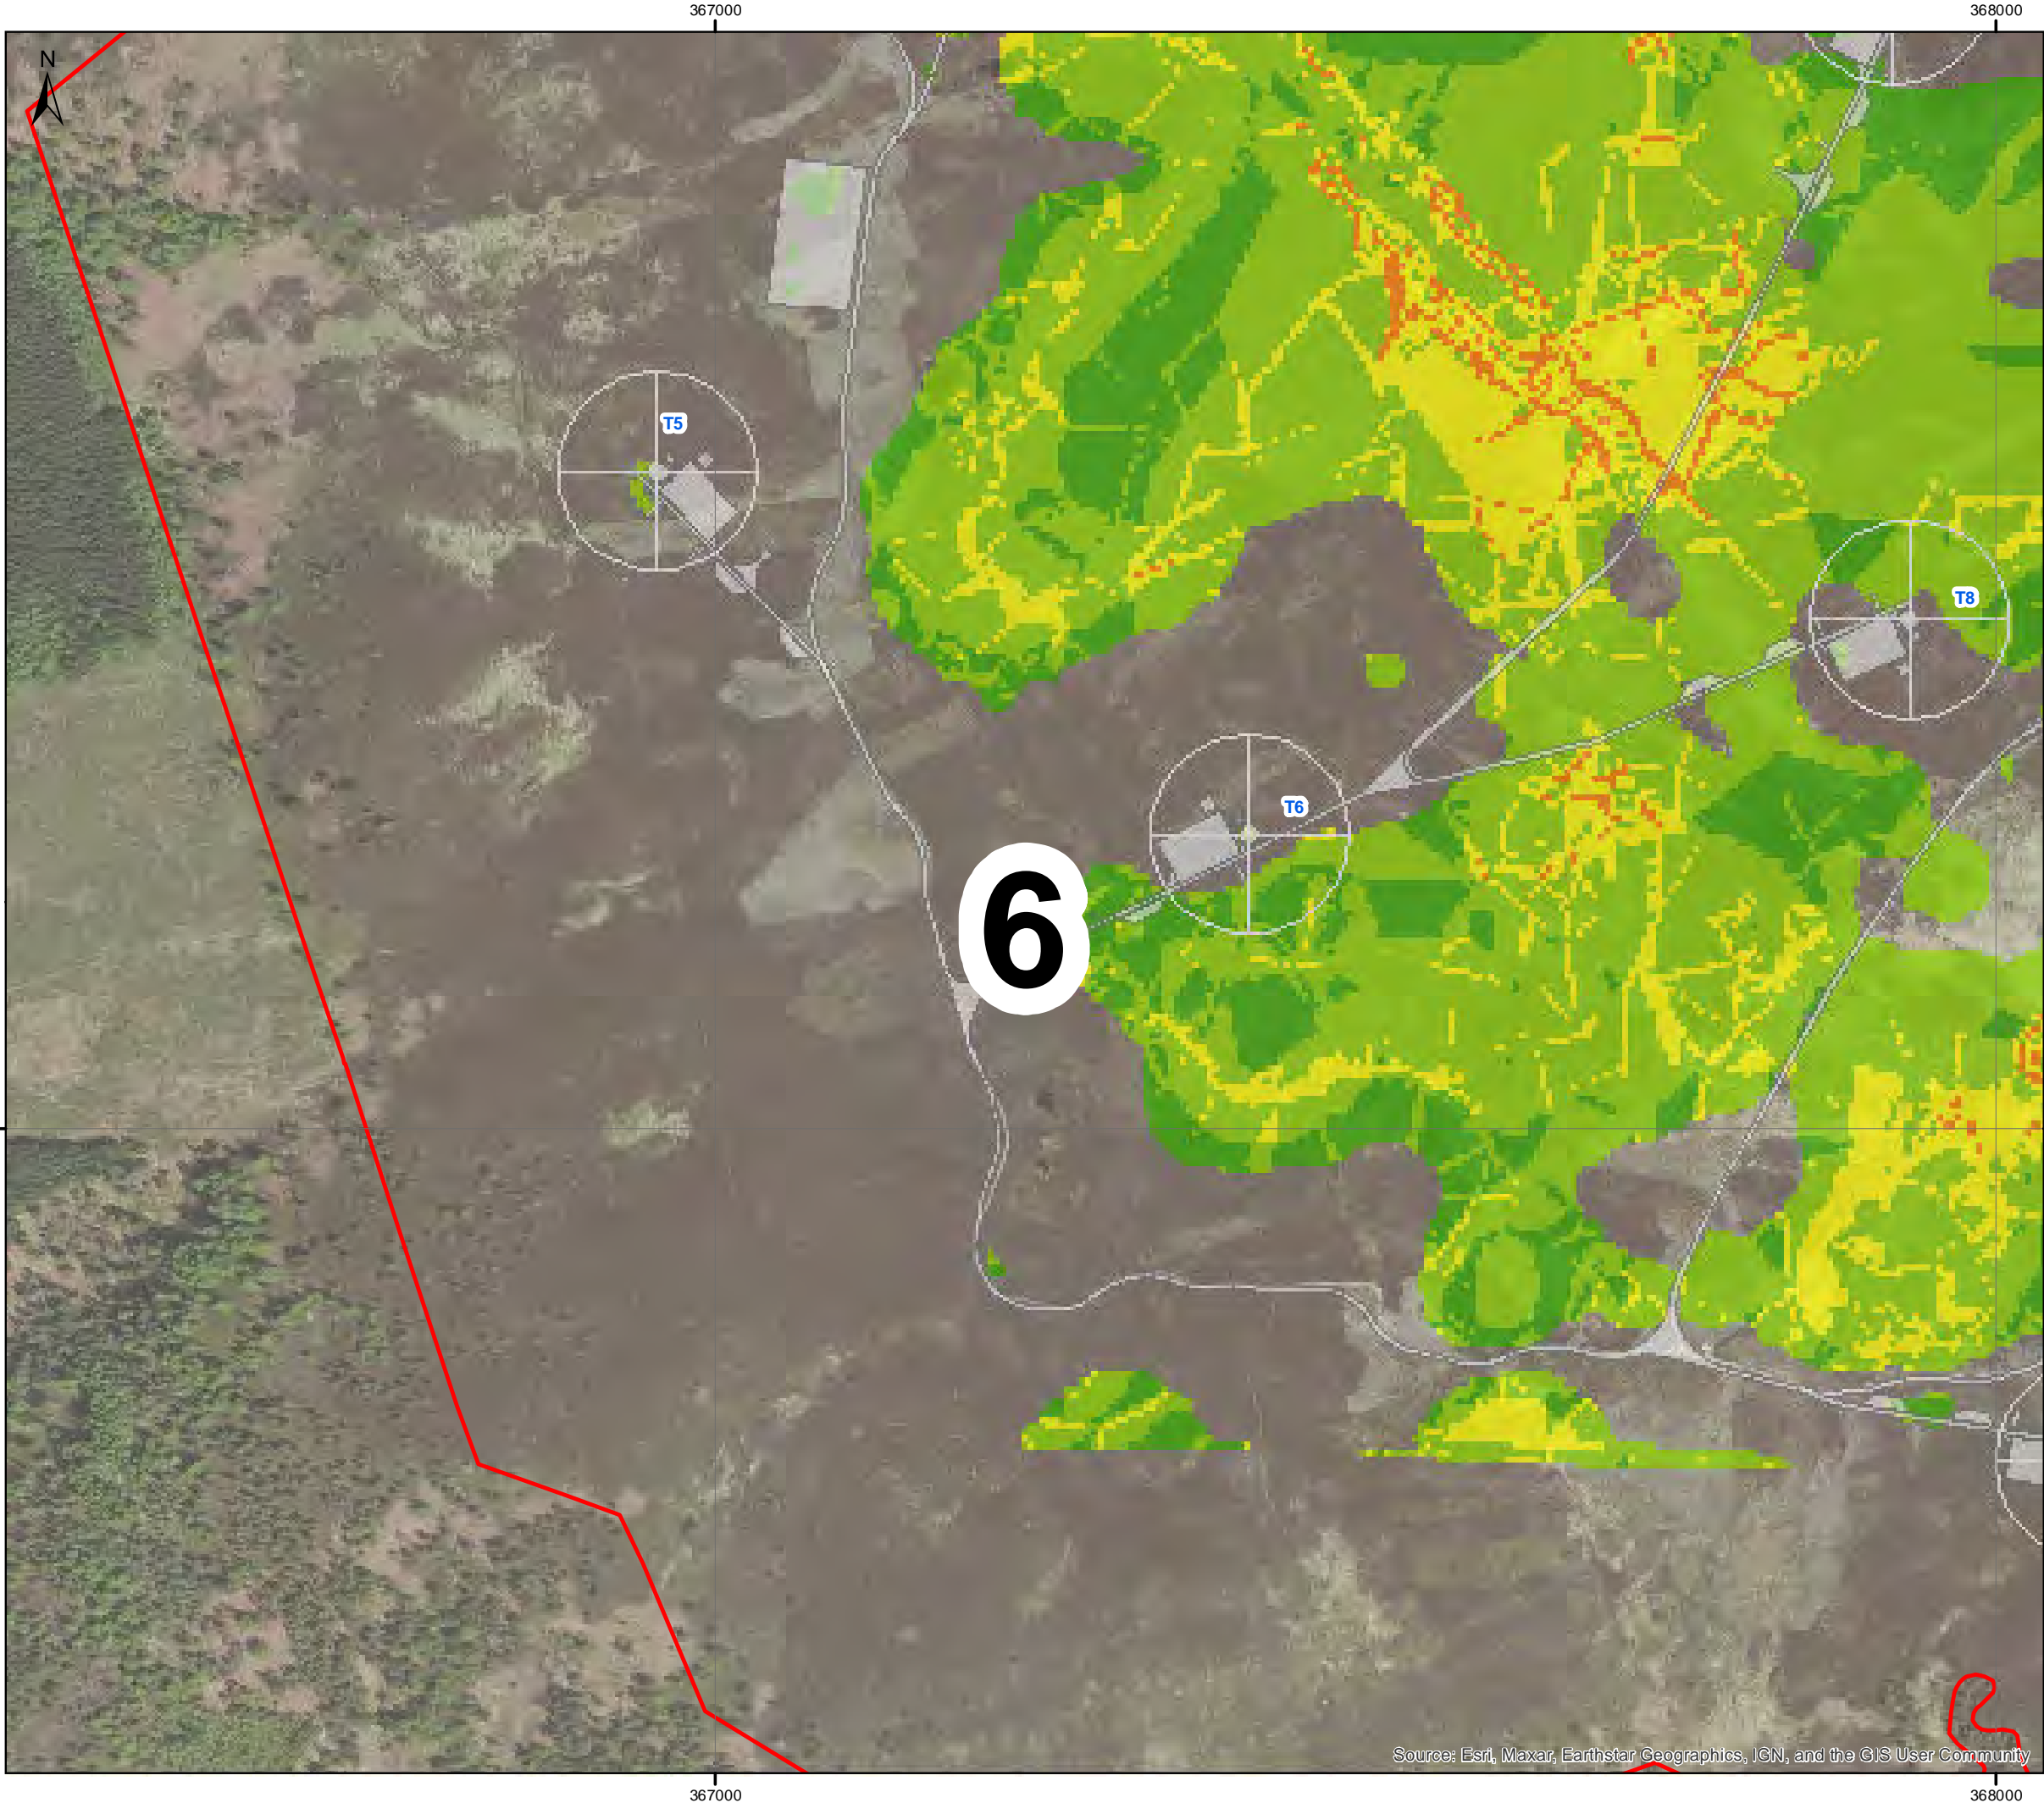 367000
368000
N
T5
T8
T6
6
Source: Esri, Maxar, Earthstar Geographics, IGN, and the GIS User Community
367000
368000